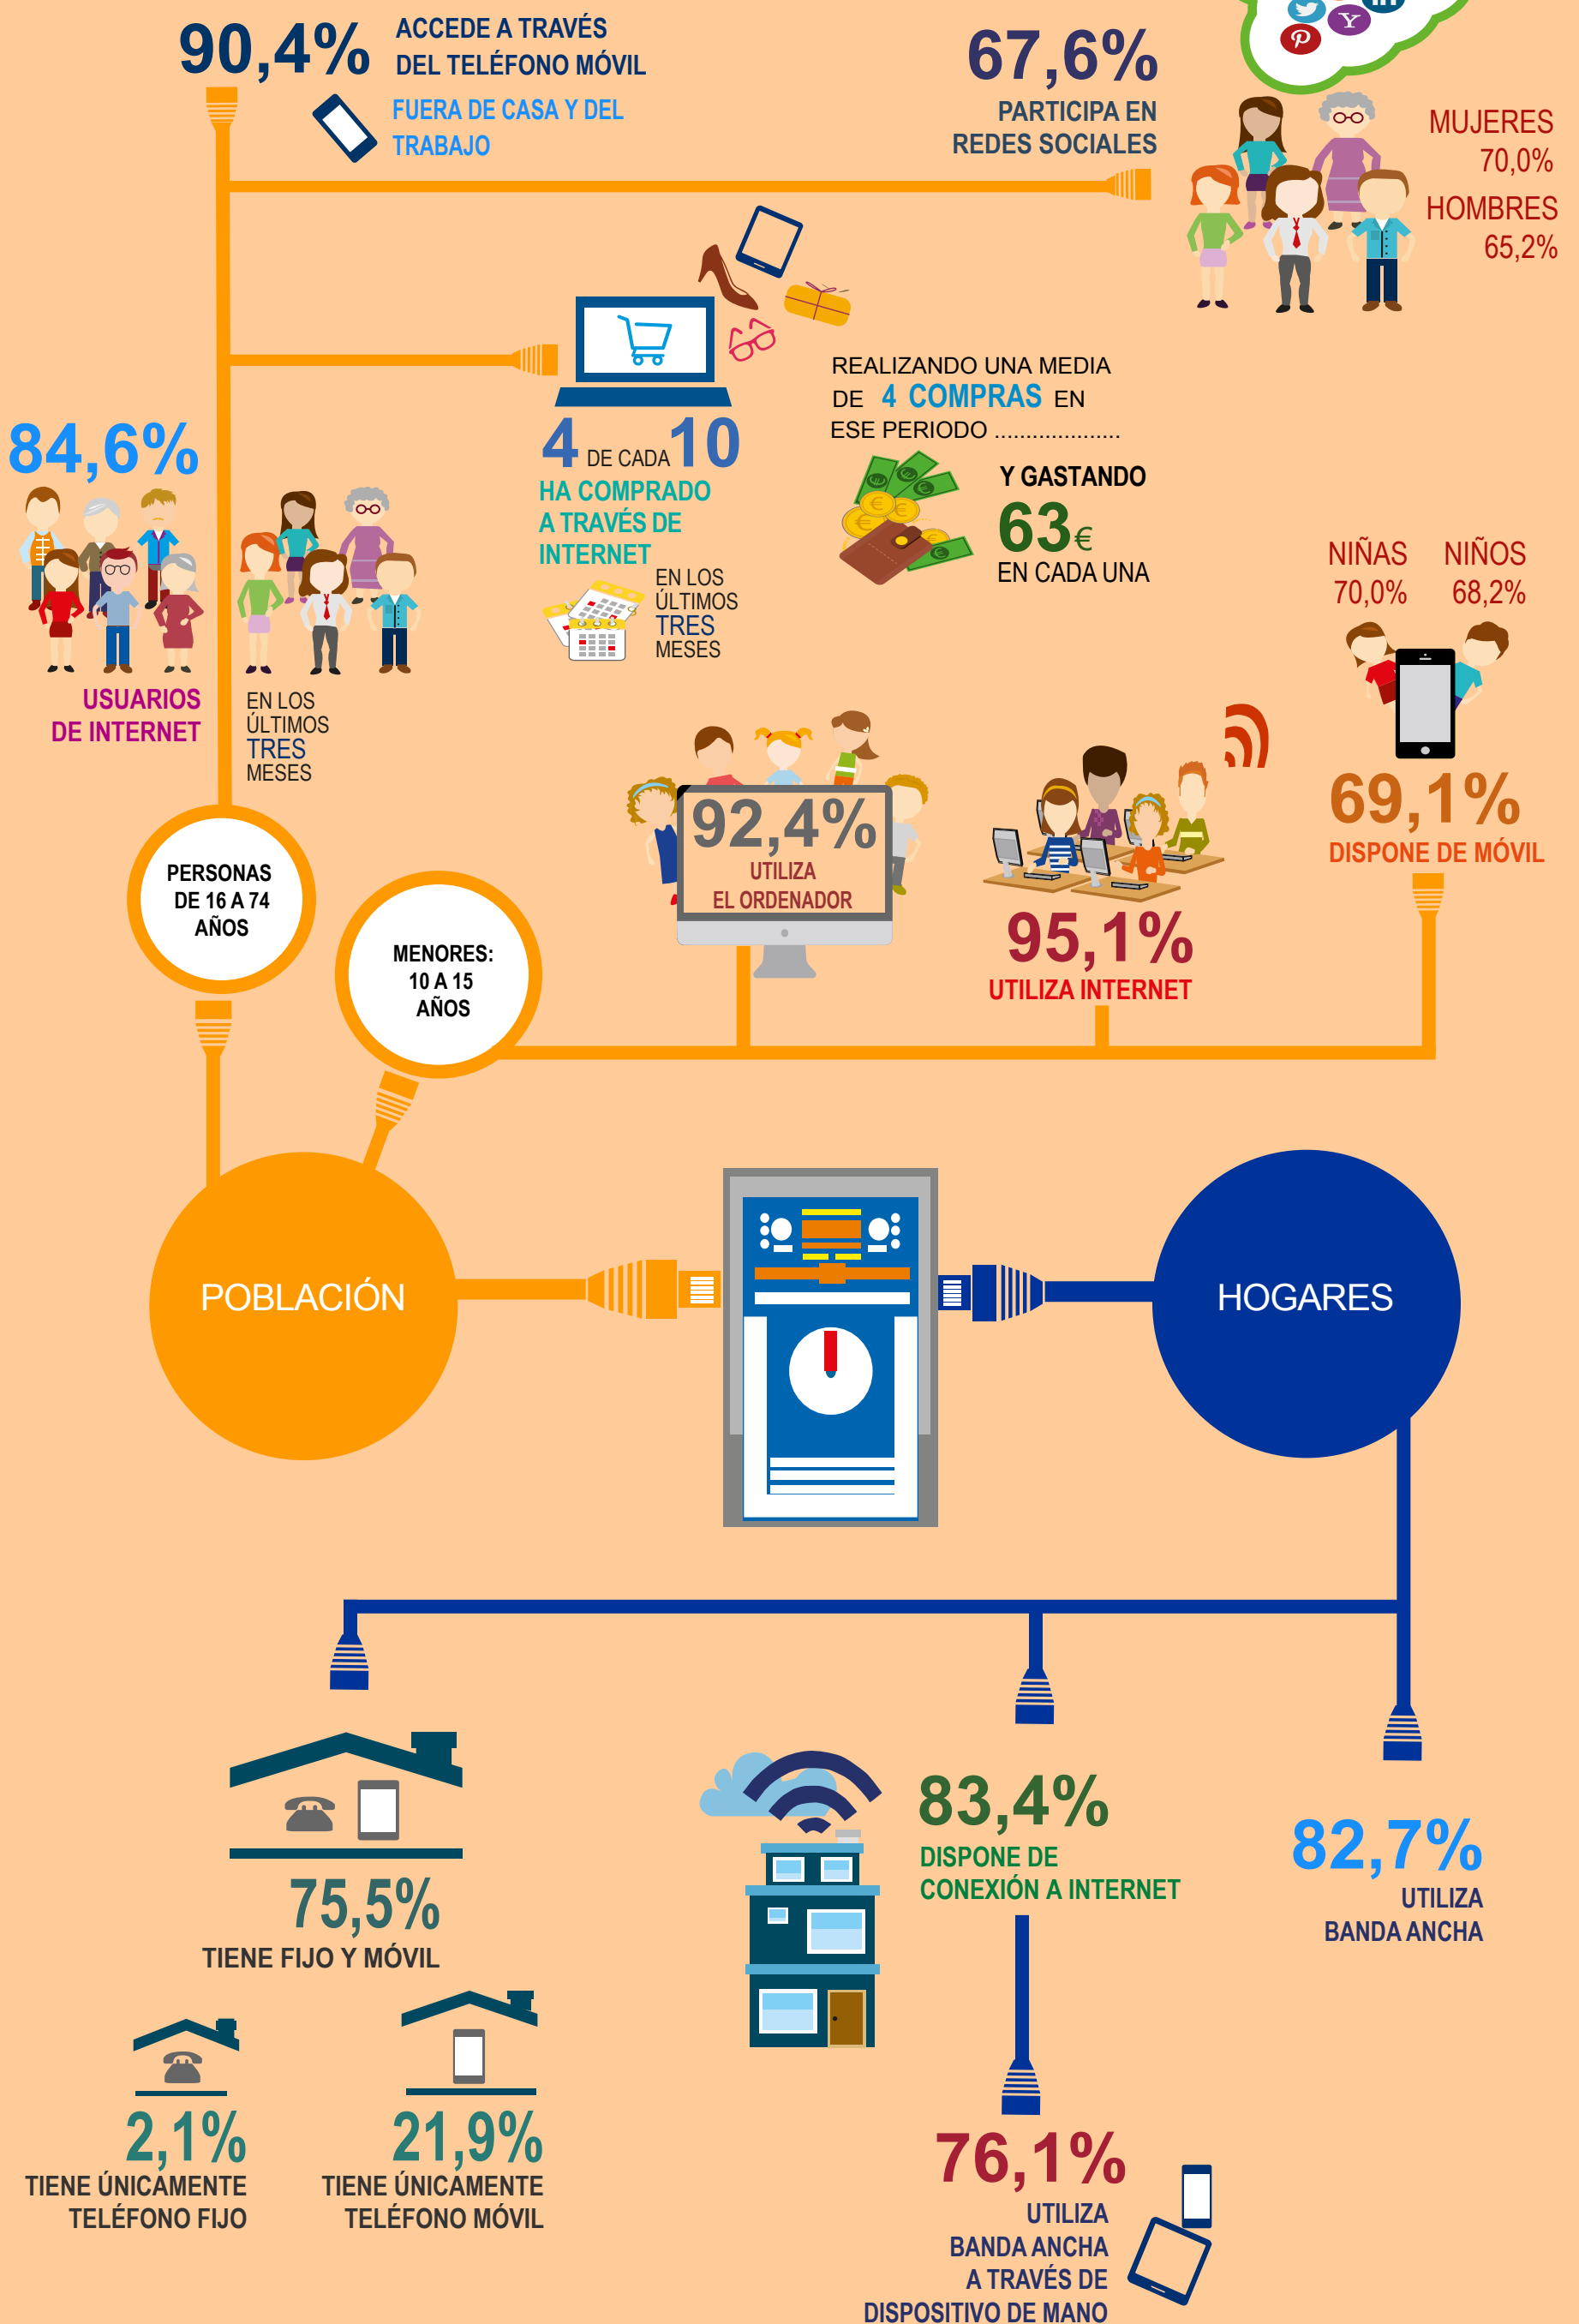 90,4%
ACCEDE A TRAVÉS
DEL TELÉFONO MÓVIL
FUERA DE CASA Y DEL
TRABAJO
67,6%
PARTICIPA EN
REDES SOCIALES
MUJERES
70,0%
HOMBRES
65,2%
4 DE CADA 10
HA COMPRADO
A TRAVÉS DE
INTERNET
EN LOS
ÚLTIMOS
TRES
MESES
REALIZANDO UNA MEDIA
DE 4 COMPRAS EN
ESE PERIODO ....................
Y GASTANDO
63€
EN CADA UNA
84,6%
USUARIOS
DE INTERNET
EN LOS
ÚLTIMOS
TRES
MESES
PERSONAS
DE 16 A 74
AÑOS
MENORES:
10 A 15
AÑOS
92,4%
UTILIZA
EL ORDENADOR
95,1%
UTILIZA INTERNET
NIÑAS NIÑOS
70,0% 68,2%
69,1%
DISPONE DE MÓVIL
POBLACIÓN
HOGARES
75,5%
TIENE FIJO Y MÓVIL
2,1%
TIENE ÚNICAMENTE
TELÉFONO FIJO
21,9%
TIENE ÚNICAMENTE
TELÉFONO MÓVIL
83,4%
DISPONE DE
CONEXIÓN A INTERNET
76,1%
UTILIZA
BANDA ANCHA
A TRAVÉS DE
DISPOSITIVO DE MANO
82,7%
UTILIZA
BANDA ANCHA